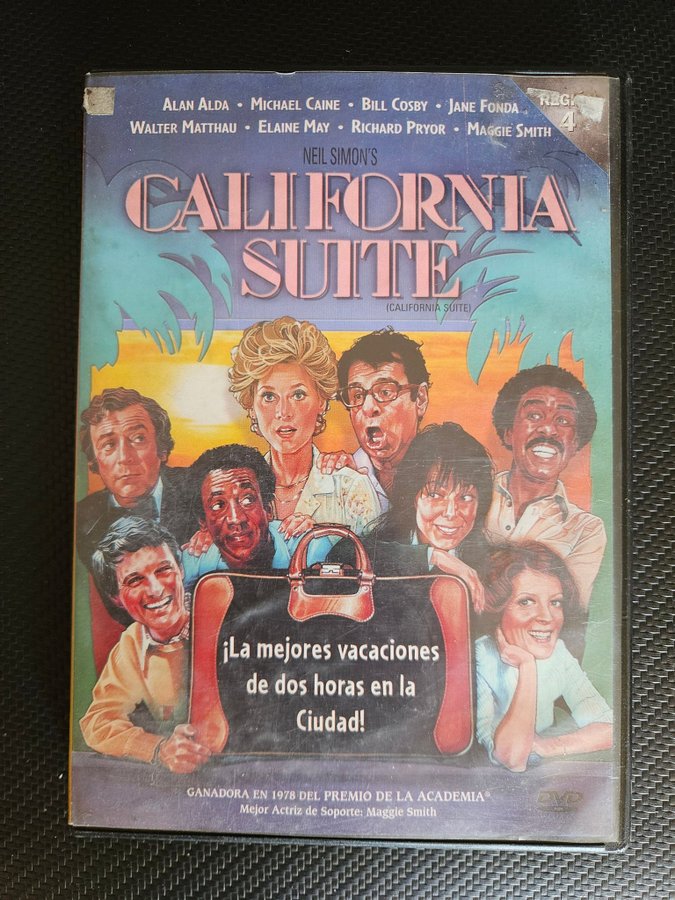 ALAN ALDA • MICHAEL CAINE • BILL COSBY • JANE FONDA
WALTER MATTHAU • ELAINE MAY • RICHARD PRYOR • MAGGIE SMITH
4
NEIL SIMON'S
CALIFORNIA
SUITE
(CALIFORNIA SUITE)
¡La mejores vacaciones
de dos horas en la
Ciudad!
GANADORA EN 1978 DEL PREMIO DE LA ACADEMIA®
Mejor Actriz de Soporte: Maggie Smith
DVD